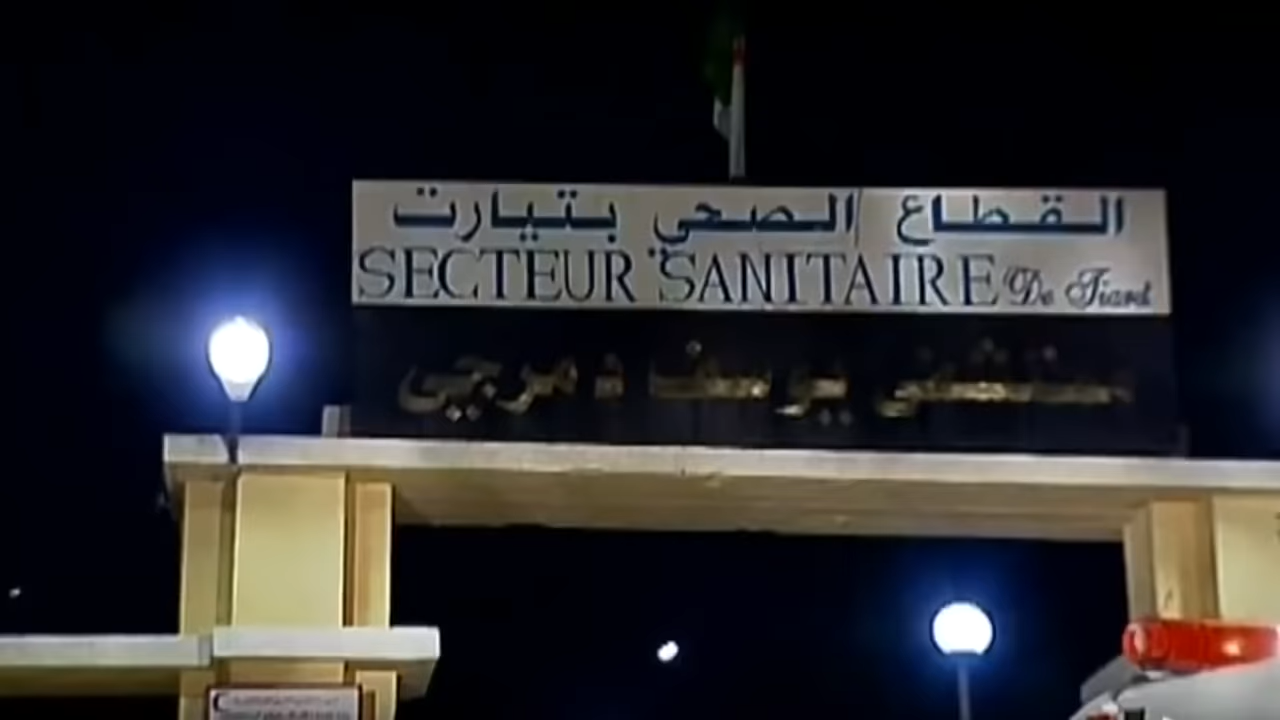 القطاع الصحي بتيارت
SECTEUR SANITAIRE De Tiaret
مستشفى يوسف دمرجي